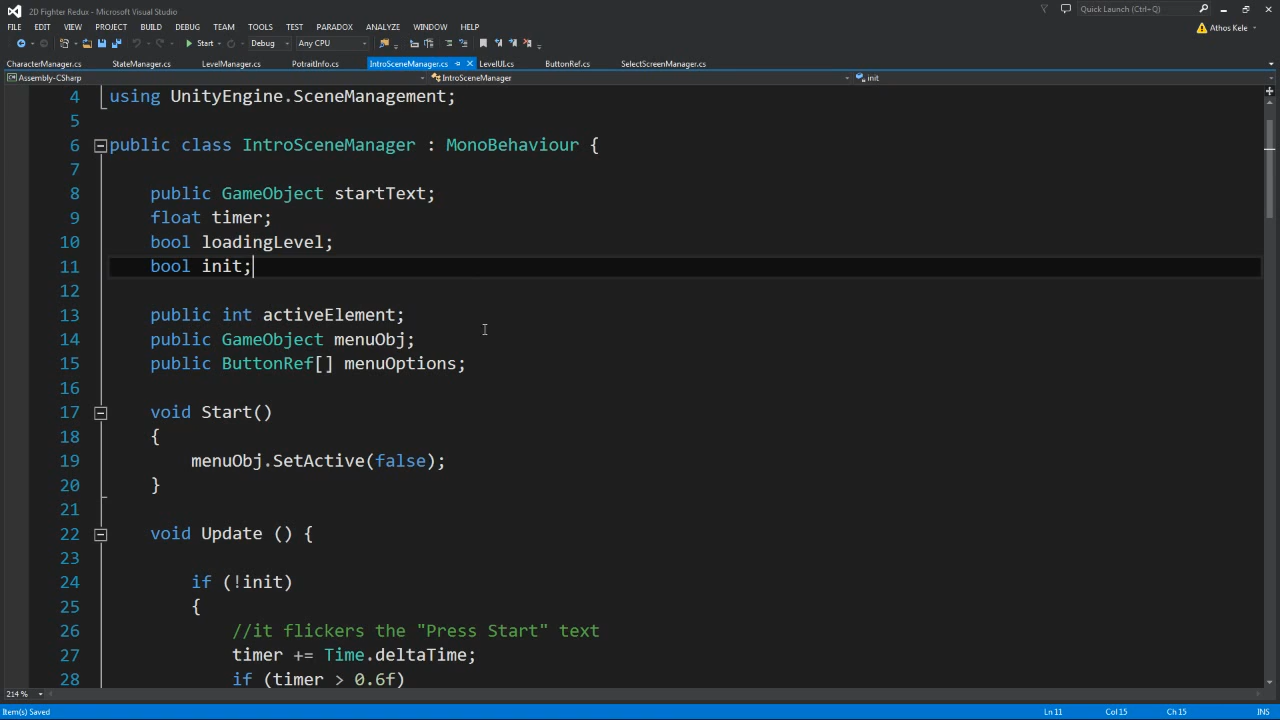 2D Fighter Redux - Microsoft Visual Studio
Quick Launch (Ctrl+Q)
FILE EDIT VIEW PROJECT BUILD DEBUG TEAM TOOLS TEST PARADOX ANALYZE WINDOW HELP
Athos Kele
Start Debug Any CPU
CharacterManager.cs StateManager.cs LevelManager.cs PotraitInfo.cs IntroSceneManager.cs LevelUI.cs ButtonRef.cs SelectScreenManager.cs
Assembly-CSharp IntroSceneManager init
4 using UnityEngine.SceneManagement;
5
6 public class IntroSceneManager : MonoBehaviour {
7
8 public GameObject startText;
9 float timer;
10 bool loadingLevel;
11 bool init;
12
13 public int activeElement;
14 public GameObject menuObj;
15 public ButtonRef[] menuOptions;
16
17 void Start()
18 {
19 menuObj.SetActive(false);
20 }
21
22 void Update () {
23
24 if (!init)
25 {
26 //it flickers the "Press Start" text
27 timer += Time.deltaTime;
28 if (timer > 0.6f)
214 %
Item(s) Saved Ln 11 Col 15 Ch 15 INS